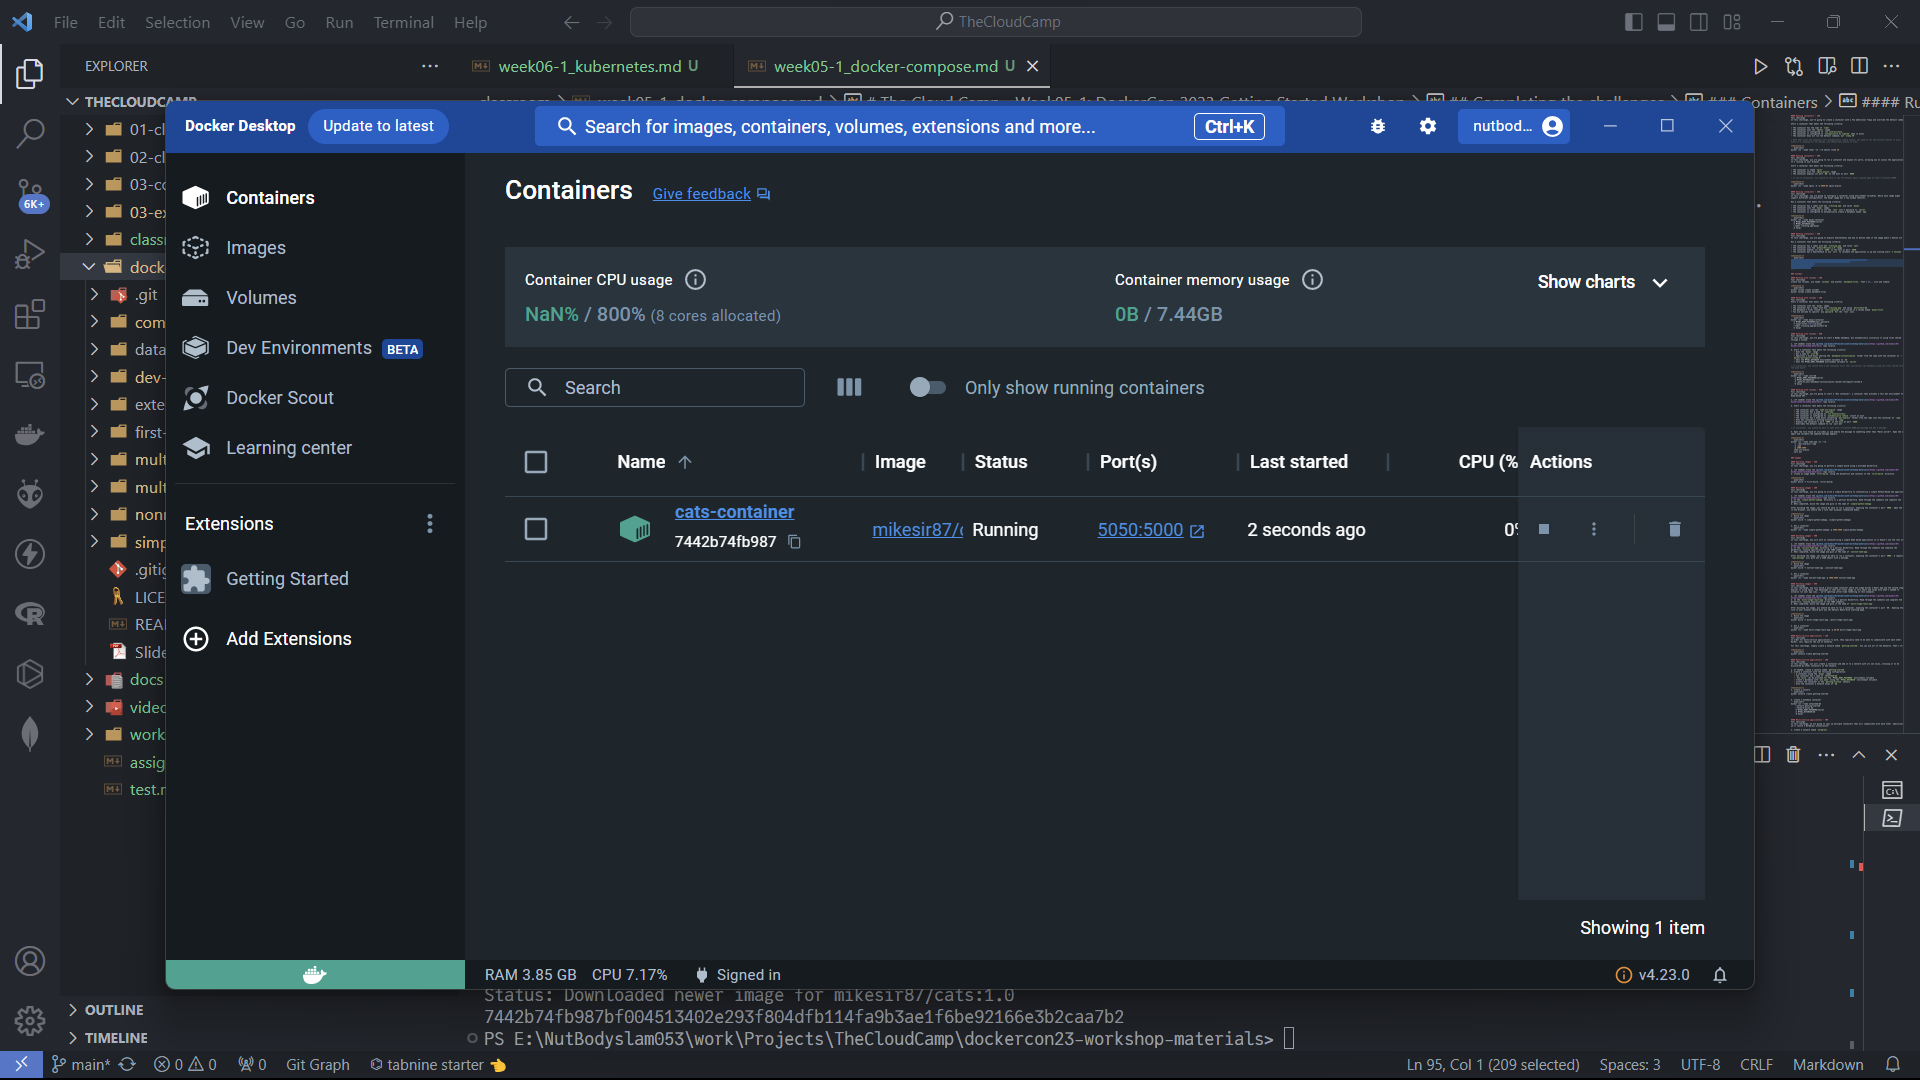 File Edit Selection View Go Run Terminal Help
TheCloudCamp
EXPLORER
week06-1_kubernetes.md U
week05-1_docker-compose.md U
THECLOUDCAMP
Containers
#### Ru
01-cl
02-cl
03-co
03-ex
classr
dock
.git
com
data
dev-
exte
first-
mult
mult
nonr
simp
.gitig
LICE
REA
Slide
docs
video
work
assig
test.r
6K+
Docker Desktop
Update to latest
Search for images, containers, volumes, extensions and more...
Ctrl+K
nutbod...
Containers
Images
Volumes
Dev Environments BETA
Docker Scout
Learning center
Extensions
Getting Started
Add Extensions
Containers
Give feedback
Container CPU usage
NaN% / 800% (8 cores allocated)
Container memory usage
0B / 7.44GB
Show charts
Search
Only show running containers
Name Image Status Port(s) Last started CPU (% Actions
cats-container
7442b74fb987
mikesir87/c Running 5050:5000 2 seconds ago 0%
Showing 1 item
RAM 3.85 GB CPU 7.17% Signed in
v4.23.0
Status: Downloaded newer image for mikesir87/cats:1.0
7442b74fb987bf004513402e293f804dfb114fa9b3ae1f6be92166e3b2caa7b2
PS E:\NutBodyslam053\work\Projects\TheCloudCamp\dockercon23-workshop-materials>
OUTLINE
TIMELINE
main* 0 0 0 Git Graph tabnine starter
Ln 95, Col 1 (209 selected) Spaces: 3 UTF-8 CRLF Markdown